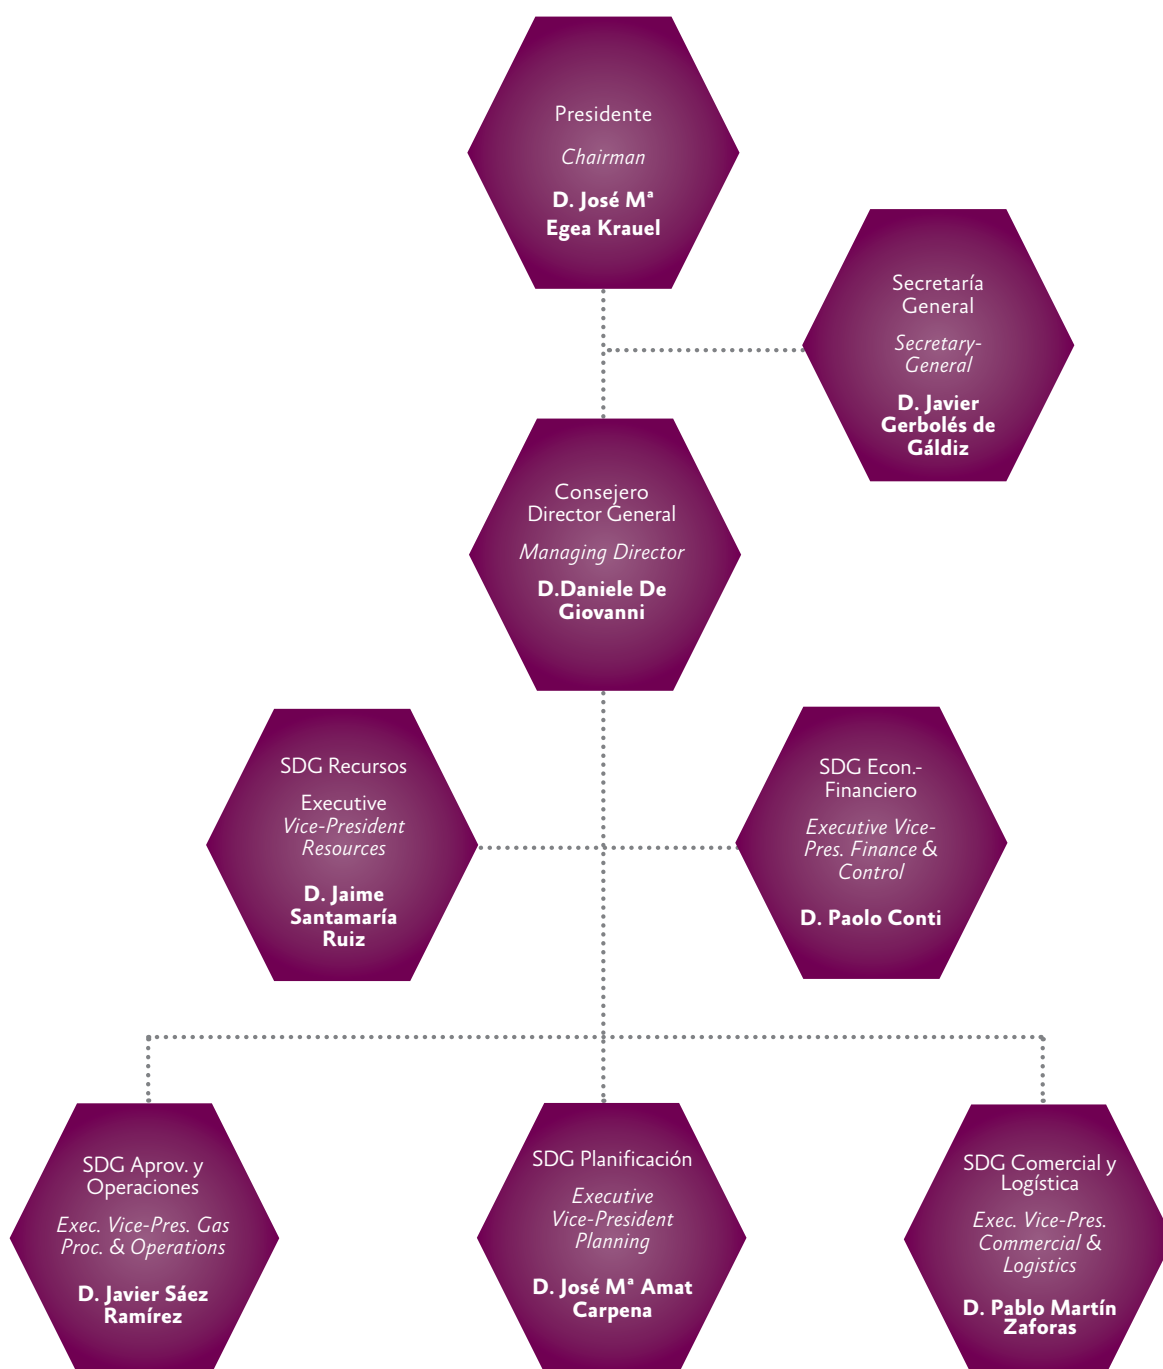 Presidente
Chairman
D. José Mª
Egea Krauel
Secretaría
General
Secretary-
General
D. Javier
Gerbolés de
Gáldiz
Consejero
Director General
Managing Director
D.Daniele De
Giovanni
SDG Recursos
Executive
Vice-President
Resources
D. Jaime
Santamaría
Ruiz
SDG Econ.-
Financiero
Executive Vice-
Pres. Finance &
Control
D. Paolo Conti
SDG Aprov. y
Operaciones
Exec. Vice-Pres. Gas
Proc. & Operations
D. Javier Sáez
Ramírez
SDG Planificación
Executive
Vice-President
Planning
D. José Mª Amat
Carpena
SDG Comercial y
Logística
Exec. Vice-Pres.
Commercial &
Logistics
D. Pablo Martín
Zaforas